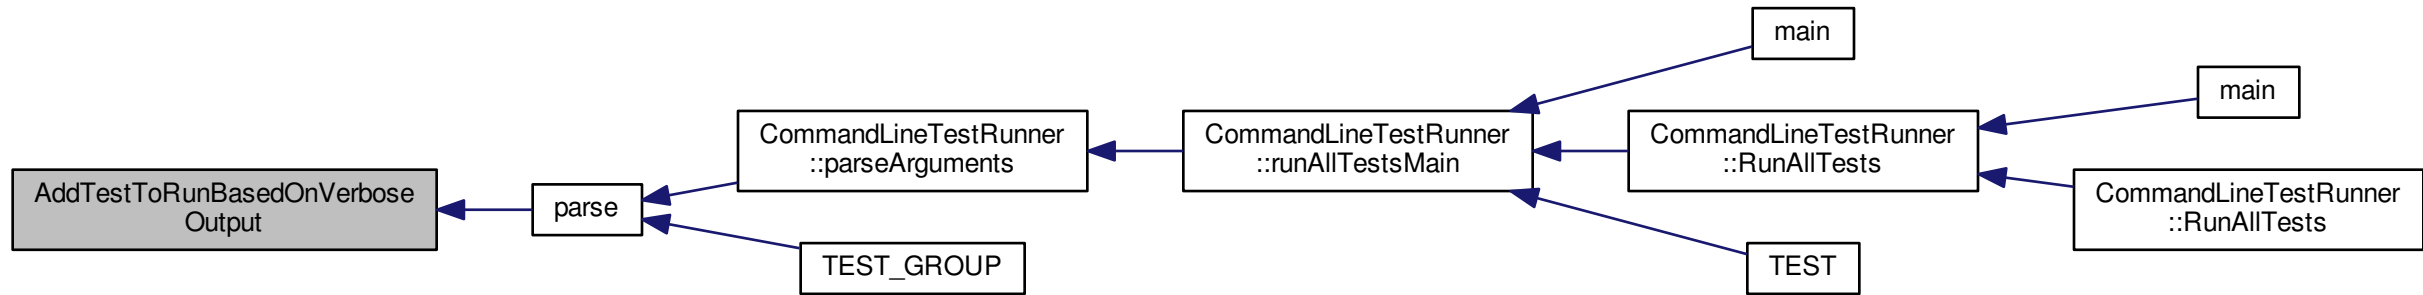 AddTestToRunBasedOnVerbose
Output
parse
CommandLineTestRunner
::parseArguments
TEST_GROUP
CommandLineTestRunner
::runAllTestsMain
main
CommandLineTestRunner
::RunAllTests
TEST
main
CommandLineTestRunner
::RunAllTests